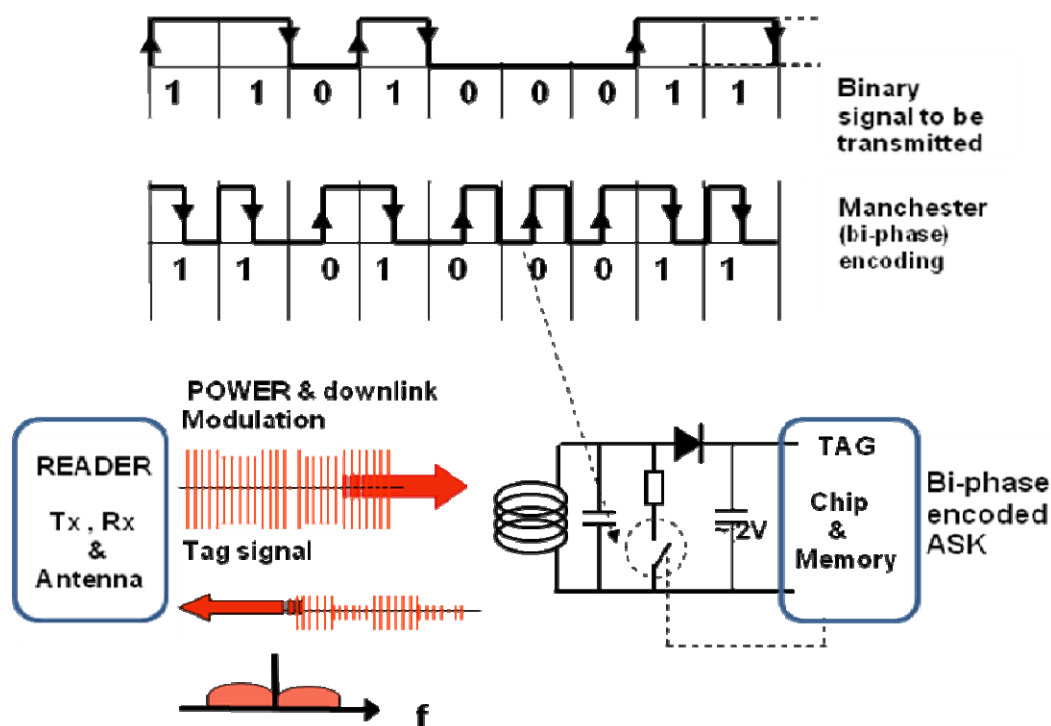 1 1 0 1 0 0 0 1 1
Binary
signal to be
transmitted
Manchester
(bi-phase)
encoding
1 1 0 1 0 0 0 1 1
POWER & downlink
Modulation
READER
Tx , Rx
&
Antenna
Tag signal
≈ 2V
TAG
Chip
&
Memory
Bi-phase
encoded
ASK
f